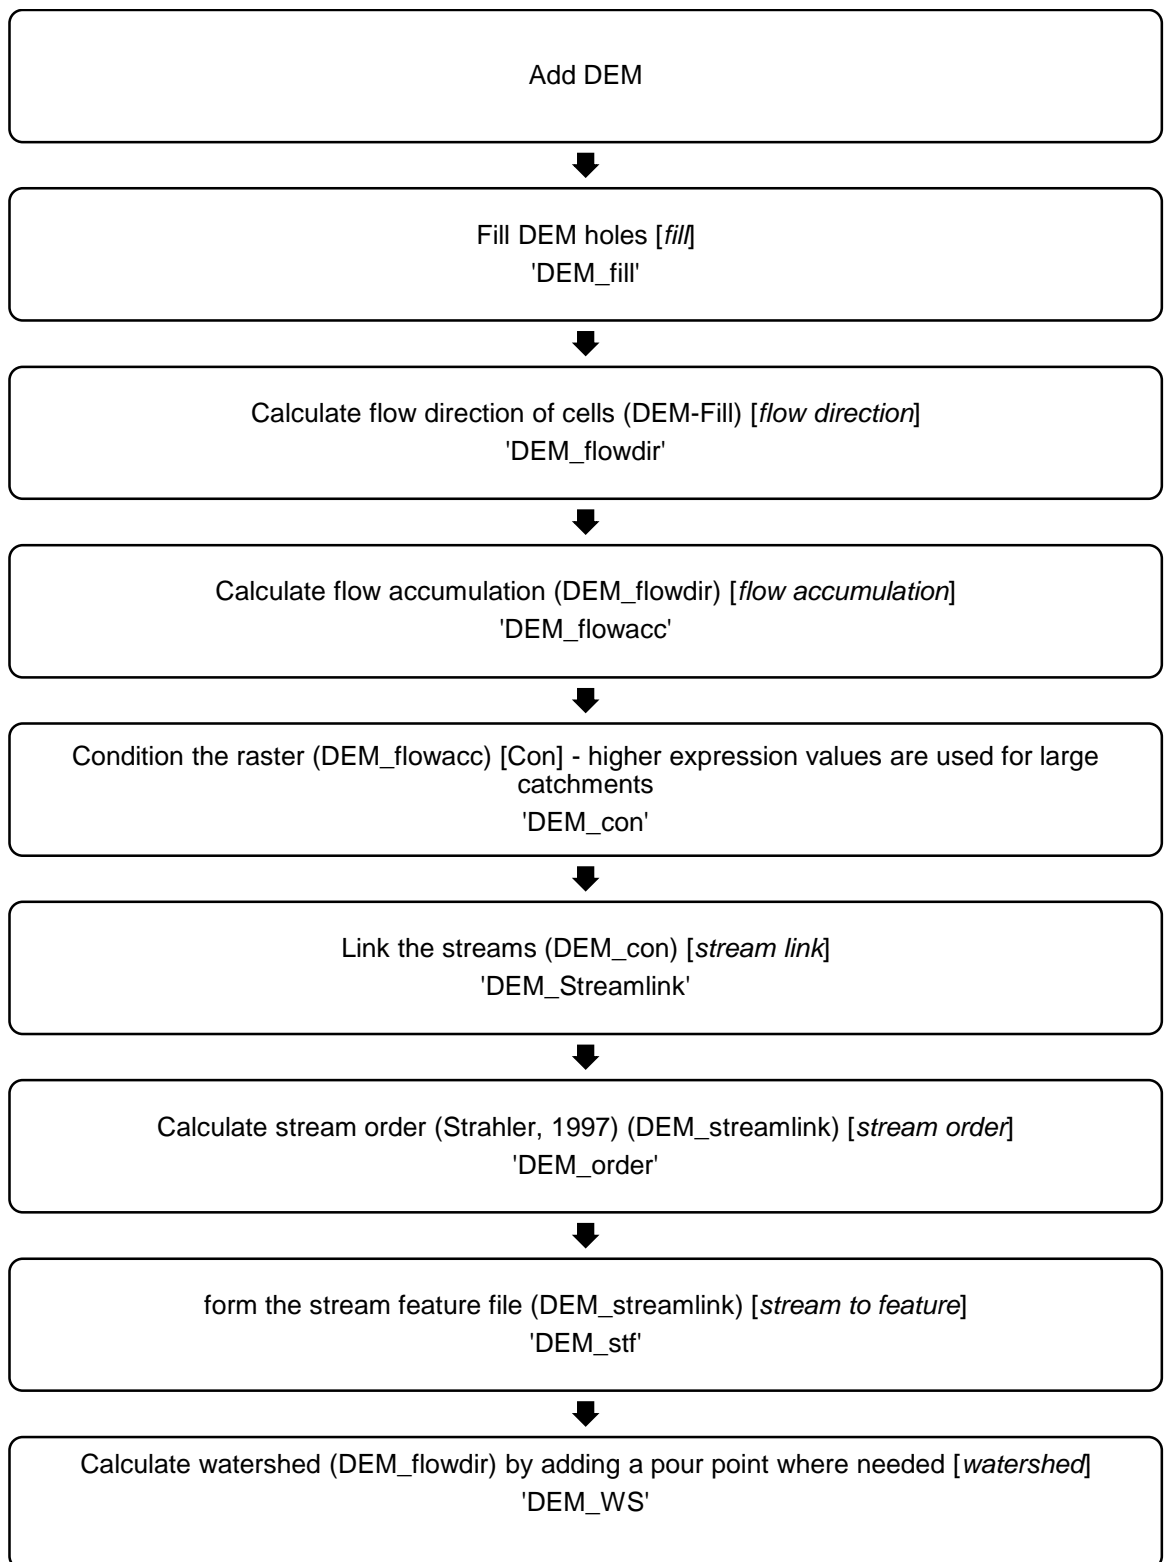 Add DEM
Fill DEM holes [fill]
'DEM_fill'
Calculate flow direction of cells (DEM-Fill) [flow direction]
'DEM_flowdir'
Calculate flow accumulation (DEM_flowdir) [flow accumulation]
'DEM_flowacc'
Condition the raster (DEM_flowacc) [Con] - higher expression values are used for large
catchments
'DEM_con'
Link the streams (DEM_con) [stream link]
'DEM_Streamlink'
Calculate stream order (Strahler, 1997) (DEM_streamlink) [stream order]
'DEM_order'
form the stream feature file (DEM_streamlink) [stream to feature]
'DEM_stf'
Calculate watershed (DEM_flowdir) by adding a pour point where needed [watershed]
'DEM_WS'